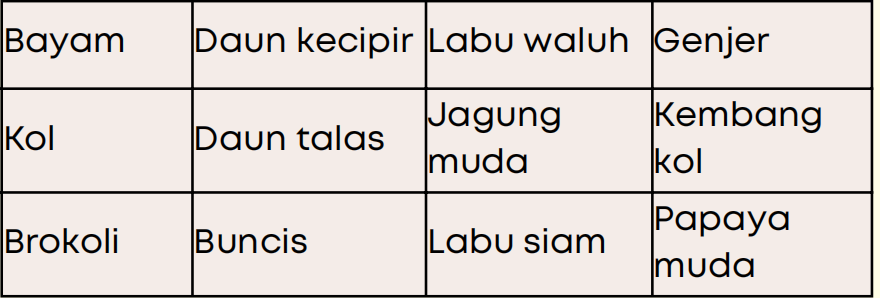 Bayam
Daun kecipir
Labu waluh
Genjer
Kol
Daun talas
Jagung
muda
Kembang
kol
Brokoli
Buncis
Labu siam
Papaya
muda